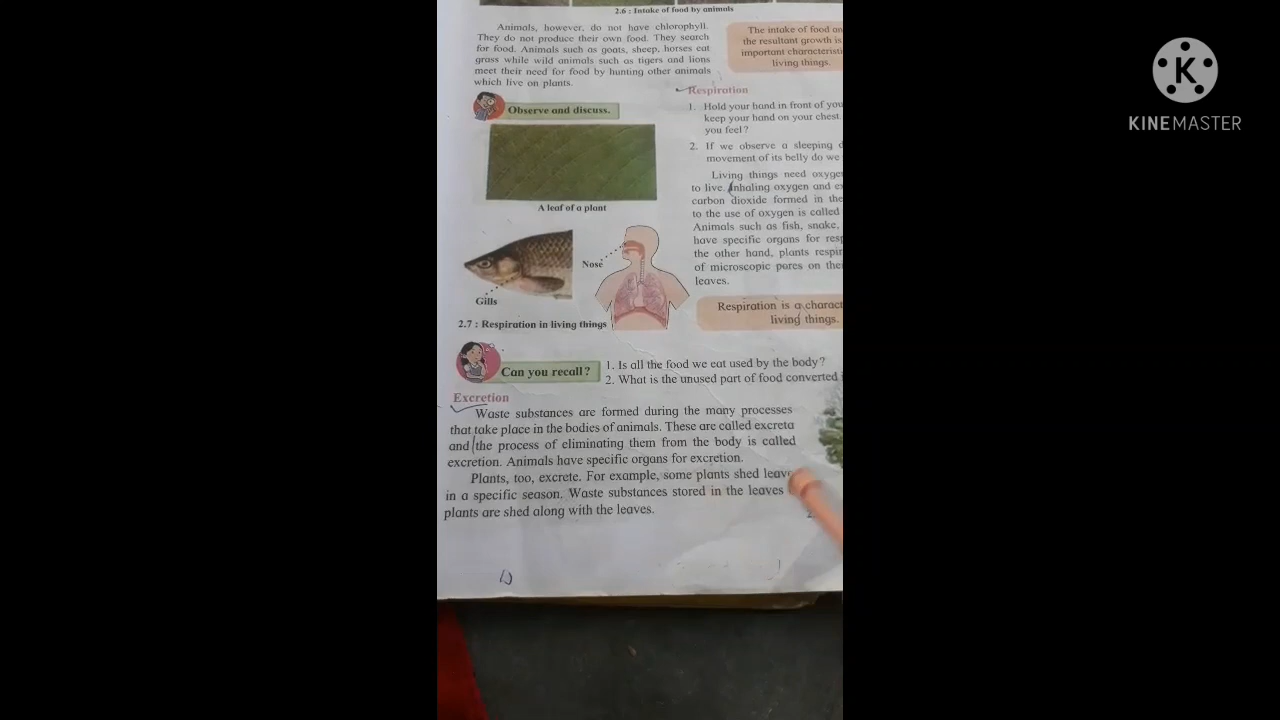 2.6 : Intake of food by animals
Animals, however, do not have chlorophyll.
They do not produce their own food. They search
for food. Animals such as goats, sheep, horses eat
grass while wild animals such as tigers and lions
meet their need for food by hunting other animals
which live on plants.
The intake of food an
the resultant growth is
important characteristi
living things.
Observe and discuss.
A leaf of a plant
Nose
Gills
2.7 : Respiration in living things
Respiration
1. Hold your hand in front of you
keep your hand on your chest.
you feel?
2. If we observe a sleeping d
movement of its belly do we
Living things need oxyge
to live. Inhaling oxygen and ex
carbon dioxide formed in the
to the use of oxygen is called
Animals such as fish, snake,
have specific organs for resp
the other hand, plants respir
of microscopic pores on thei
leaves.
Respiration is a charact
living things.
Can you recall?
1. Is all the food we eat used by the body?
2. What is the unused part of food converted i
Excretion
Waste substances are formed during the many processes
that take place in the bodies of animals. These are called excreta
and the process of eliminating them from the body is called
excretion. Animals have specific organs for excretion.
Plants, too, excrete. For example, some plants shed leave
in a specific season. Waste substances stored in the leaves
plants are shed along with the leaves.
K
KINEMASTER